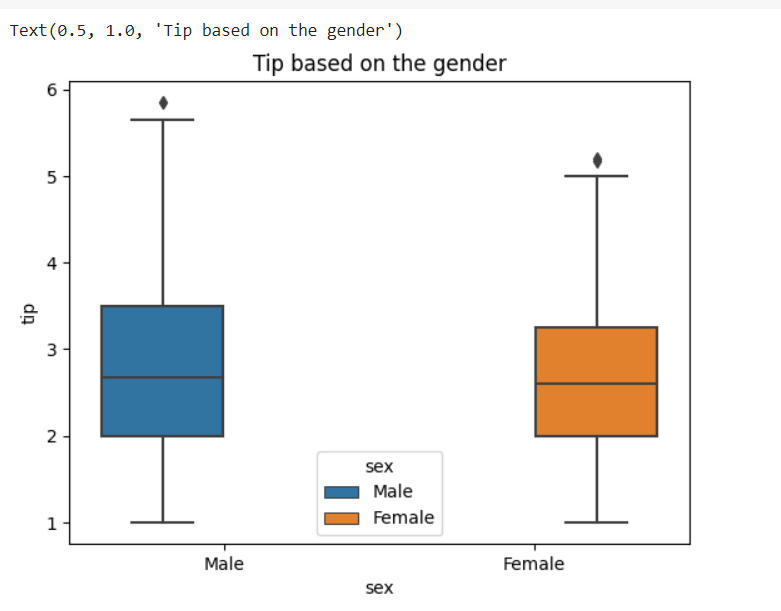 Text(0.5, 1.0, 'Tip based on the gender')
Tip based on the gender
6
5
4
3
2
1
tip
sex
Male
Female
Male Female
sex